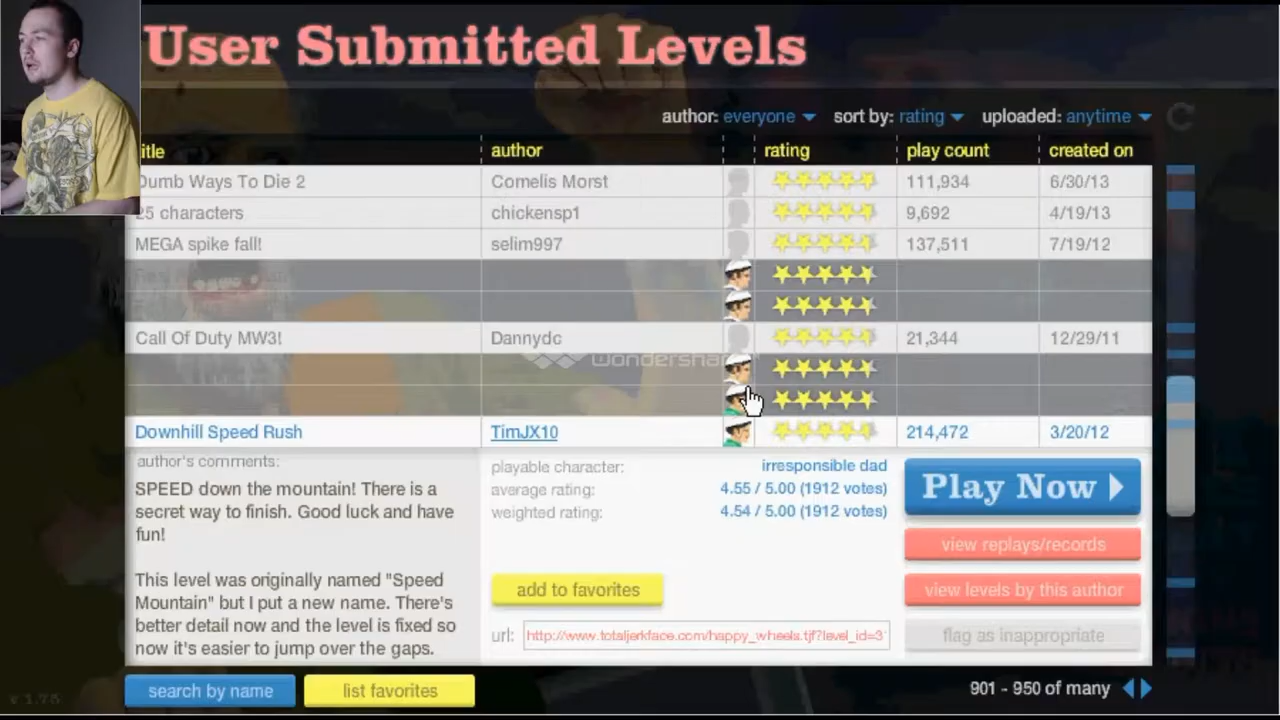 User Submitted Levels
author: everyone sort by: rating uploaded: anytime
itle author rating play count created on
Dumb Ways To Die 2 Comelis Morst 111,934 6/30/13
25 characters chickensp1 9,692 4/19/13
MEGA spike fall! selim997 137,511 7/19/12
Call Of Duty MW3! Dannydc 21,344 12/29/11
wondersha
Downhill Speed Rush TimJX10 214,472 3/20/12
author's comments:
SPEED down the mountain! There is a
secret way to finish. Good luck and have
fun!
This level was originally named "Speed
Mountain" but I put a new name. There's
better detail now and the level is fixed so
now it's easier to jump over the gaps.
playable character: irresponsible dad
average rating: 4.55 / 5.00 (1912 votes)
weighted rating: 4.54 / 5.00 (1912 votes)
add to favorites
url: http://www.totaljerkface.com/happy_wheels.tjf?level_id=3
Play Now
view replays/records
view levels by this author
flag as inappropriate
search by name list favorites 901 - 950 of many